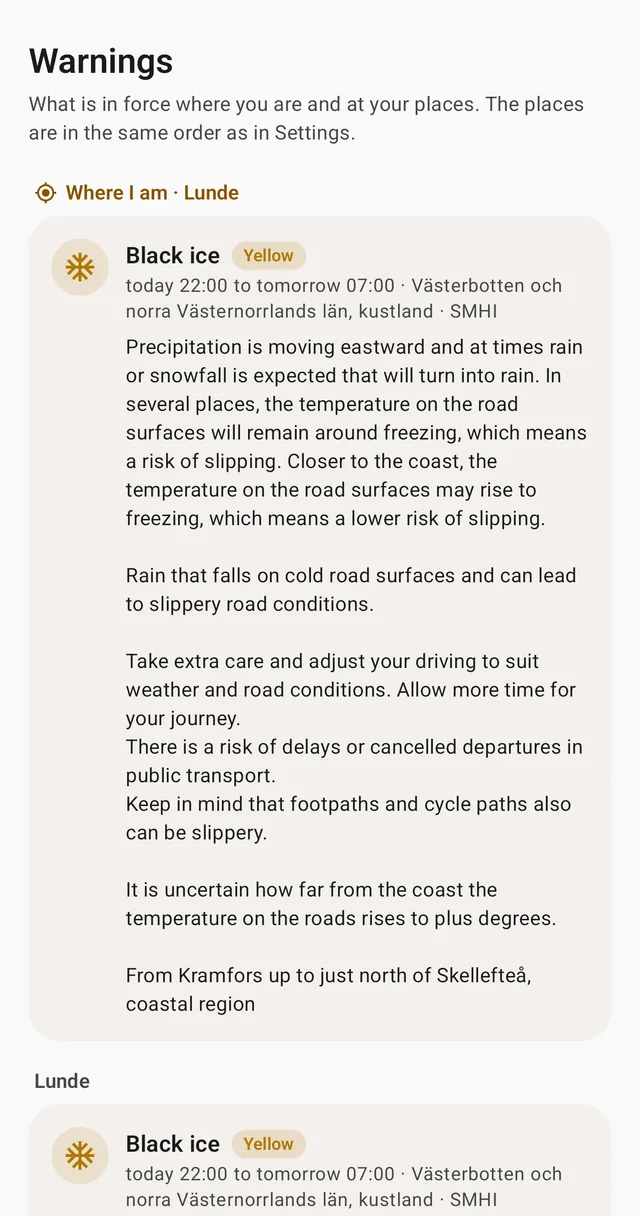 Warnings
What is in force where you are and at your places. The places
are in the same order as in Settings.
Where I am · Lunde
Black ice Yellow
today 22:00 to tomorrow 07:00 · Västerbotten och
norra Västernorrlands län, kustland · SMHI
Precipitation is moving eastward and at times rain
or snowfall is expected that will turn into rain. In
several places, the temperature on the road
surfaces will remain around freezing, which means
a risk of slipping. Closer to the coast, the
temperature on the road surfaces may rise to
freezing, which means a lower risk of slipping.
Rain that falls on cold road surfaces and can lead
to slippery road conditions.
Take extra care and adjust your driving to suit
weather and road conditions. Allow more time for
your journey.
There is a risk of delays or cancelled departures in
public transport.
Keep in mind that footpaths and cycle paths also
can be slippery.
It is uncertain how far from the coast the
temperature on the roads rises to plus degrees.
From Kramfors up to just north of Skellefteå,
coastal region
Lunde
Black ice Yellow
today 22:00 to tomorrow 07:00 · Västerbotten och
norra Västernorrlands län, kustland · SMHI